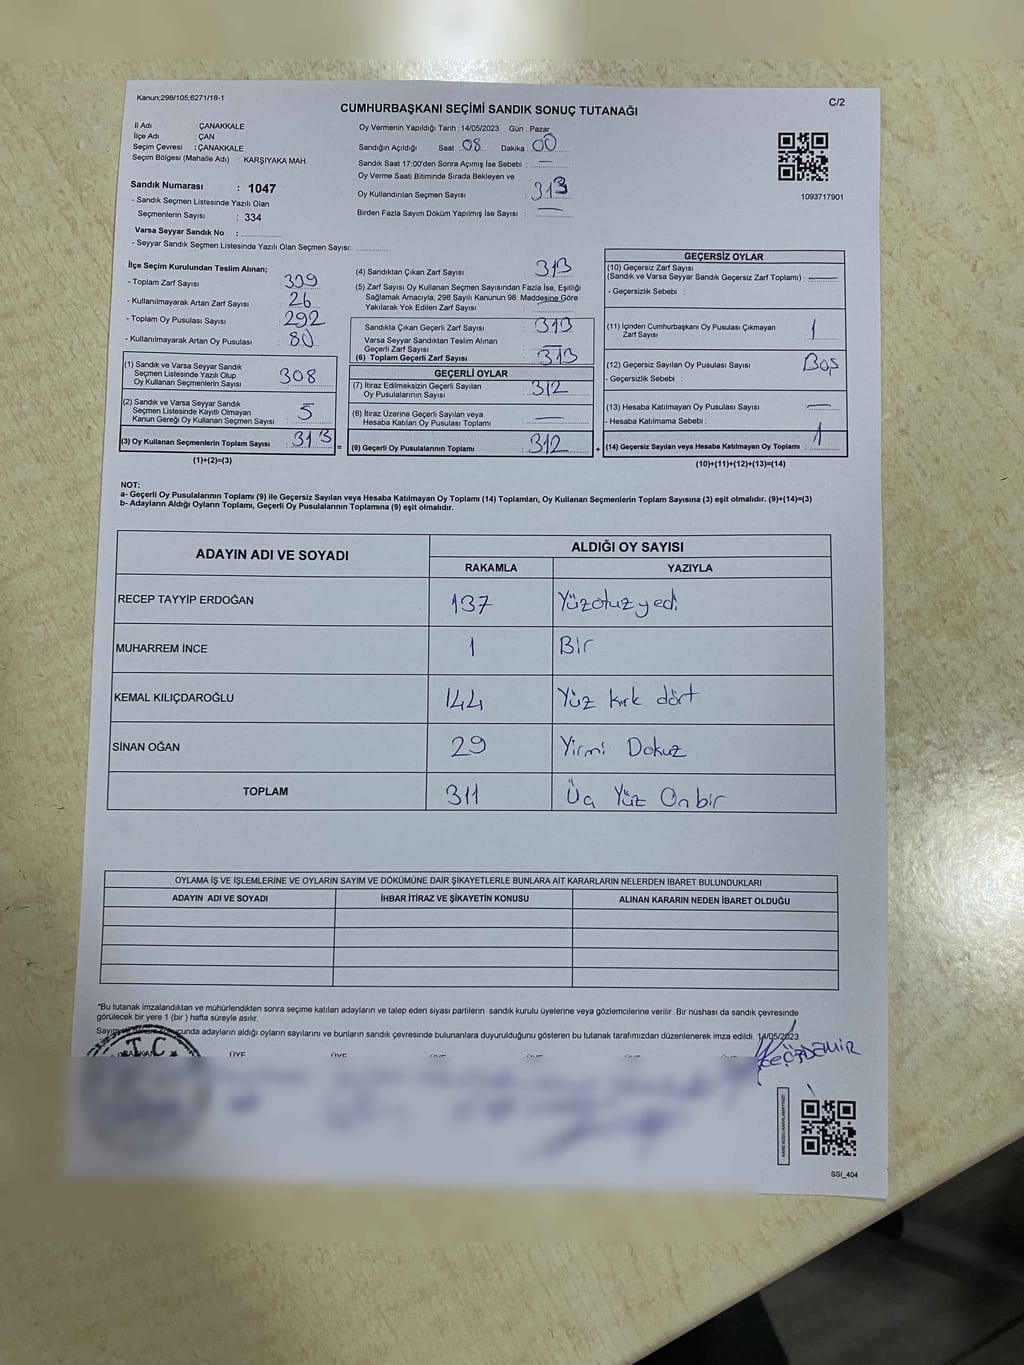 Kanun;298/105,6271/18-1
C/2
CUMHURBAŞKANI SEÇİMİ SANDIK SONUÇ TUTANAĞI
İl Adı : ÇANAKKALE
İlçe Adı : ÇAN
Seçim Çevresi : ÇANAKKALE
Seçim Bölgesi (Mahalle Adı) : KARŞIYAKA MAH.
Sandık Numarası : 1047
- Sandık Seçmen Listesinde Yazılı Olan
Seçmenlerin Sayısı : 334
Varsa Seyyar Sandık No :
- Seyyar Sandık Seçmen Listesinde Yazılı Olan Seçmen Sayısı:
Oy Vermenin Yapıldığı Tarih : 14/05/2023 Gün : Pazar
Sandığın Açıldığı Saat : 08 Dakika : 00
Sandık Saat 17:00'den Sonra Açımış İse Sebebi : —
Oy Verme Saati Bitiminde Sırada Bekleyen ve
Oy Kullandırılan Seçmen Sayısı : 313
Birden Fazla Sayım Döküm Yapılmış İse Sayısı : —
1093717901
İlçe Seçim Kurulundan Teslim Alınan;
- Toplam Zarf Sayısı : 339
- Kullanılmayarak Artan Zarf Sayısı : 26
- Toplam Oy Pusulası Sayısı : 292
- Kullanılmayarak Artan Oy Pusulası : 80
(1) Sandık ve Varsa Seyyar Sandık
Seçmen Listesinde Yazılı Olup
Oy Kullanan Seçmenlerin Sayısı : 308
(2) Sandık ve Varsa Seyyar Sandık
Seçmen Listesinde Kayıtlı Olmayan
Kanun Gereği Oy Kullanan Seçmen Sayısı : 5
(3) Oy Kullanan Seçmenlerin Toplam Sayısı : 313 =
(1)+(2)=(3)
(4) Sandıktan Çıkan Zarf Sayısı : 313
(5) Zarf Sayısı Oy Kullanan Seçmen Sayısından Fazla İse, Eşitliği
Sağlamak Amacıyla; 298 Sayılı Kanunun 98. Maddesine Göre
Yakılarak Yok Edilen Zarf Sayısı : —
Sandıkta Çıkan Geçerli Zarf Sayısı : 313
Varsa Seyyar Sandıktan Teslim Alınan
Geçerli Zarf Sayısı : —
(6) Toplam Geçerli Zarf Sayısı : 313
GEÇERLİ OYLAR
(7) İtiraz Edilmeksizin Geçerli Sayılan
Oy Pusulalarının Sayısı : 312
(8) İtiraz Üzerine Geçerli Sayılan veya
Hesaba Katılan Oy Pusulası Toplamı : —
(9) Geçerli Oy Pusulalarının Toplamı : 312 +
GEÇERSİZ OYLAR
(10) Geçersiz Zarf Sayısı
(Sandık ve Varsa Seyyar Sandık Geçersiz Zarf Toplamı) : —
- Geçersizlik Sebebi :
(11) İçinden Cumhurbaşkanı Oy Pusulası Çıkmayan
Zarf Sayısı : 1
(12) Geçersiz Sayılan Oy Pusulası Sayısı : Boş
- Geçersizlik Sebebi :
(13) Hesaba Katılmayan Oy Pusulası Sayısı : —
- Hesaba Katılmama Sebebi :
(14) Geçersiz Sayılan veya Hesaba Katılmayan Oy Toplamı : 1
(10)+(11)+(12)+(13)=(14)
NOT:
a- Geçerli Oy Pusulalarının Toplamı (9) ile Geçersiz Sayılan veya Hesaba Katılmayan Oy Toplamı (14) Toplamları, Oy Kullanan Seçmenlerin Toplam Sayısına (3) eşit olmalıdır. (9)+(14)=(3)
b- Adayların Aldığı Oyların Toplamı, Geçerli Oy Pusulalarının Toplamına (9) eşit olmalıdır.
ADAYIN ADI VE SOYADI ALDIĞI OY SAYISI
RAKAMLA YAZIYLA
RECEP TAYYİP ERDOĞAN 137 Yüzotuzyedi
MUHARREM İNCE 1 Bir
KEMAL KILIÇDAROĞLU 144 Yüz kırk dört
SİNAN OĞAN 29 Yirmi Dokuz
TOPLAM 311 Üç Yüz Onbir
OYLAMA İŞ VE İŞLEMLERİNE VE OYLARIN SAYIM VE DÖKÜMÜNE DAİR ŞİKAYETLERLE BUNLARA AİT KARARLARIN NELERDEN İBARET BULUNDUKLARI
ADAYIN ADI VE SOYADI İHBAR İTİRAZ VE ŞİKAYETİN KONUSU ALINAN KARARIN NEDEN İBARET OLDUĞU
*Bu tutanak imzalandıktan ve mühürlendikten sonra seçime katılan adayların ve talep eden siyasi partilerin sandık kurulu üyelerine veya gözlemcilerine verilir. Bir nüshası da sandık çevresinde
görülecek bir yere 1 (bir) hafta süreyle asılır.
Sayım adayların aldığı oyların sayılarını ve bunların sandık çevresinde bulunanlara duyurulduğunu gösteren bu tutanak tarafımızdan düzenlenerek imza edildi. 14/05/2023
T.C.
BAŞKAN ÜYE ÜYE ÜYE ÜYE ÜYE ÜYE
SSI_404